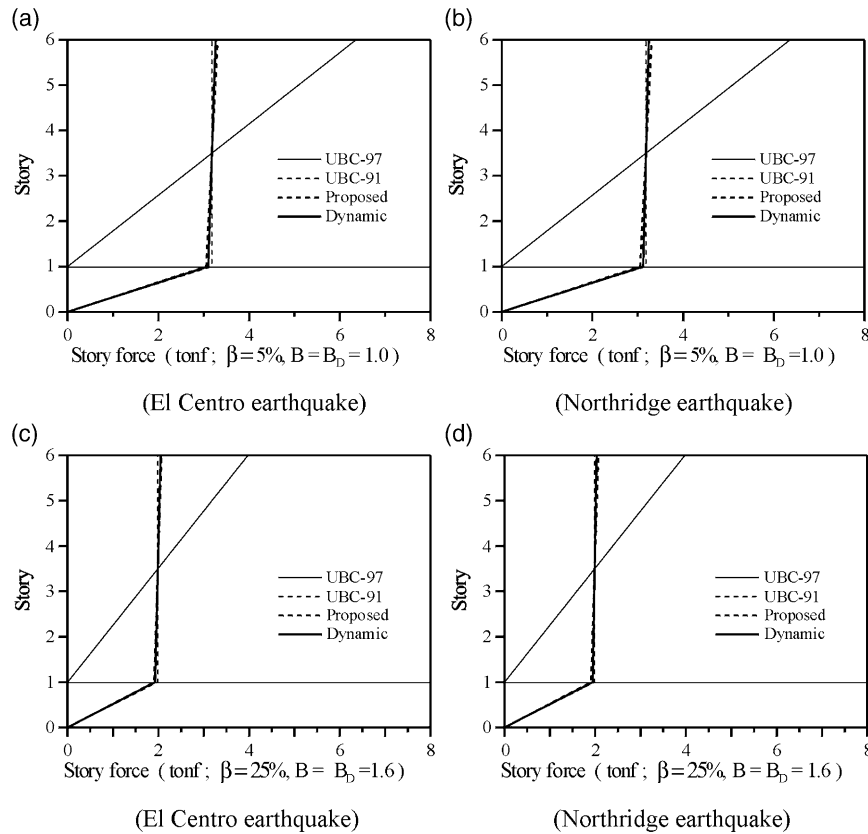 (a)
6
5
4
3
2
1
0
Story
UBC-97
UBC-91
Proposed
Dynamic
0 2 4 6 8
Story force ( tonf ; β=5%, B= B_D=1.0 )
(El Centro earthquake)
(b)
6
5
4
3
2
1
0
UBC-97
UBC-91
Proposed
Dynamic
0 2 4 6 8
Story force ( tonf ; β=5%, B= B_D=1.0 )
(Northridge earthquake)
(c)
6
5
4
3
2
1
0
Story
UBC-97
UBC-91
Proposed
Dynamic
0 2 4 6 8
Story force ( tonf ; β=25%, B= B_D=1.6 )
(El Centro earthquake)
(d)
6
5
4
3
2
1
0
UBC-97
UBC-91
Proposed
Dynamic
0 2 4 6 8
Story force ( tonf ; β=25%, B= B_D=1.6 )
(Northridge earthquake)